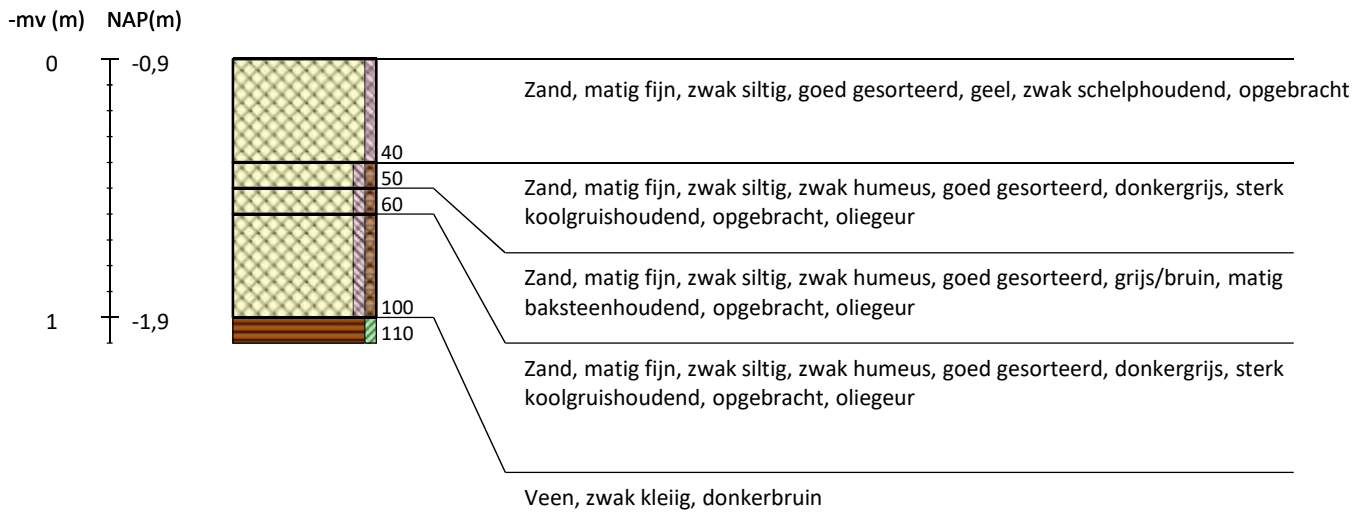 -mv (m) NAP(m)
0 -0,9
Zand, matig fijn, zwak siltig, goed gesorteerd, geel, zwak schelphoudend, opgebracht
40
50
Zand, matig fijn, zwak siltig, zwak humeus, goed gesorteerd, donkergrijs, sterk
koolgruishoudend, opgebracht, oliegeur
60
Zand, matig fijn, zwak siltig, zwak humeus, goed gesorteerd, grijs/bruin, matig
baksteenhoudend, opgebracht, oliegeur
100
1 -1,9
110
Zand, matig fijn, zwak siltig, zwak humeus, goed gesorteerd, donkergrijs, sterk
koolgruishoudend, opgebracht, oliegeur
Veen, zwak kleiig, donkerbruin